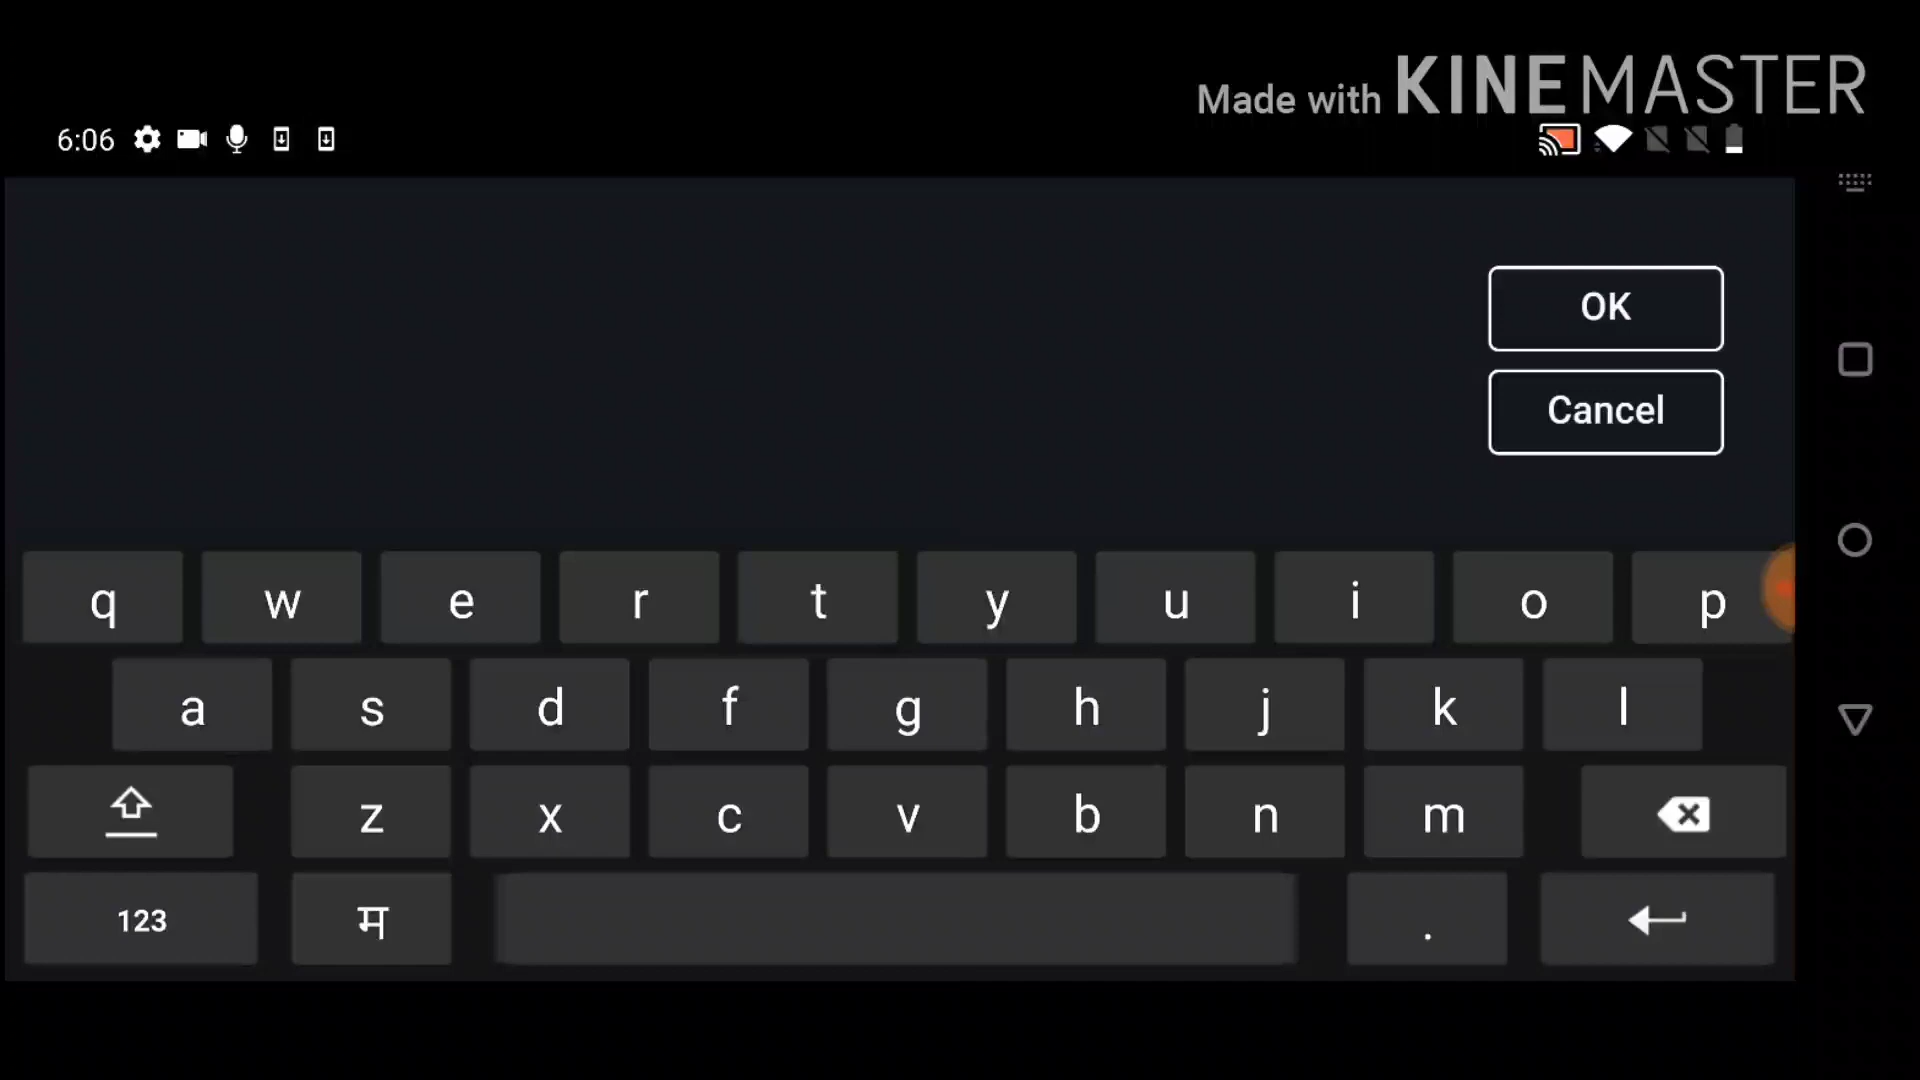 Made with KINEMASTER
6:06
OK
Cancel
q w e r t y u i o p
a s d f g h j k l
z x c v b n m
123 म .